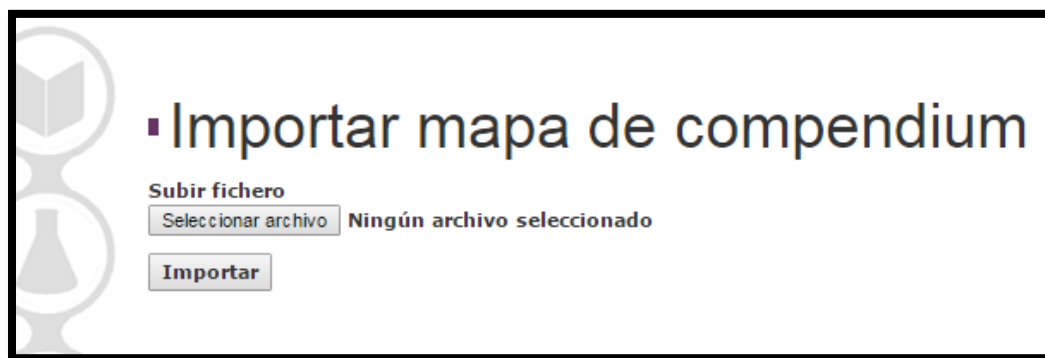 Importar mapa de compendium
Subir fichero
Seleccionar archivo Ningún archivo seleccionado
Importar